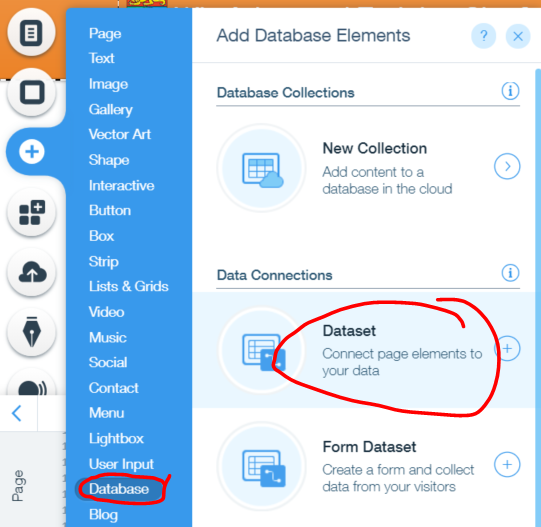 Page
Text
Image
Gallery
Vector Art
Shape
Interactive
Button
Box
Strip
Lists & Grids
Video
Music
Social
Contact
Menu
Lightbox
User Input
Database
Blog
Add Database Elements
?
Database Collections
New Collection
Add content to a
database in the cloud
Data Connections
Dataset
Connect page elements to
your data
Form Dataset
Create a form and collect
data from your visitors
Page